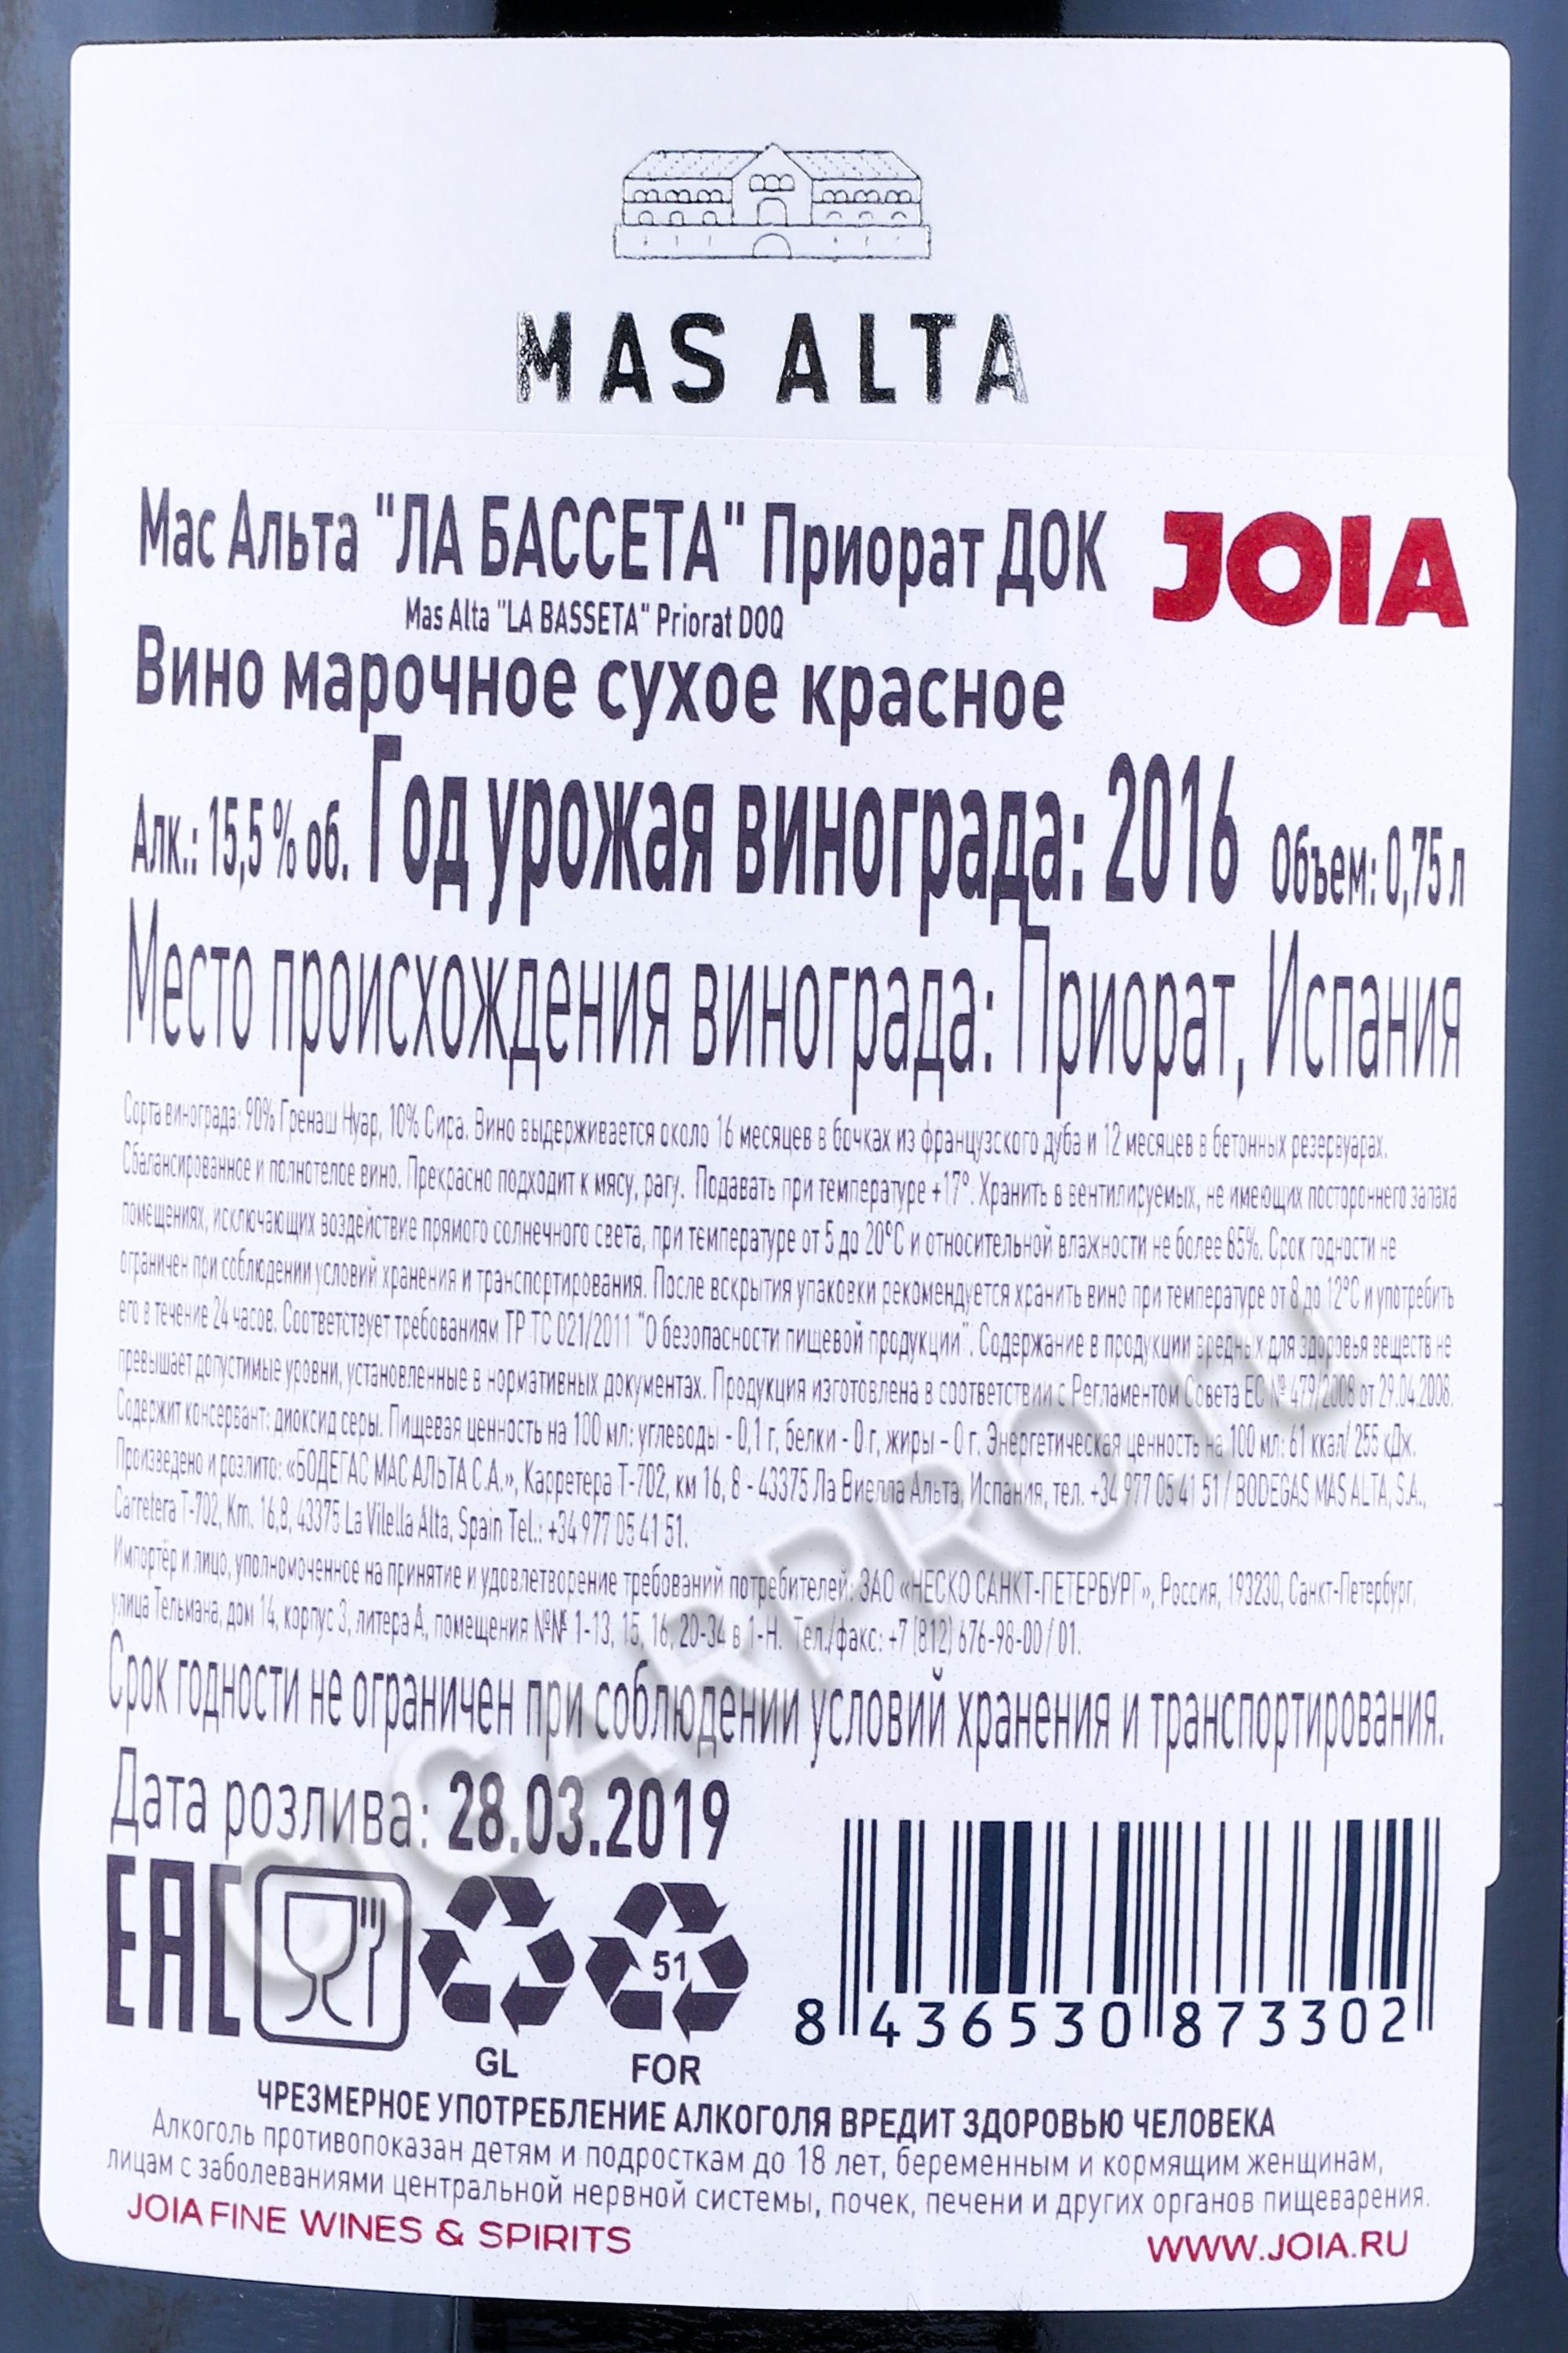 MAS ALTA
Мас Альта "ЛА БАССЕТА" Приорат ДОК
JOIA
Mas Alta "LA BASSETA" Priorat DOQ
Вино марочное сухое красное
Алк.: 15,5 % об. Год урожая винограда: 2016 Объем: 0,75 л
Место происхождения винограда: Приорат, Испания
Сорта винограда: 90% Гренаш Нуар, 10% Сира. Вино выдерживается около 16 месяцев в бочках из французского дуба и 12 месяцев в бетонных резервуарах.
Сбалансированное и полнотелое вино. Прекрасно подходит к мясу, рагу. Подавать при температуре +17°. Хранить в вентилируемых, не имеющих постороннего запаха
помещениях, исключающих воздействие прямого солнечного света, при температуре от 5 до 20°С и относительной влажности не более 85%. Срок годности не
ограничен при соблюдении условий хранения и транспортирования. После вскрытия упаковки рекомендуется хранить вино при температуре от 8 до 12°С и употребить
его в течение 24 часов. Соответствует требованиям ТР ТС 021/2011 "О безопасности пищевой продукции". Содержание в продукции вредных для здоровья веществ не
превышает допустимые уровни, установленные в нормативных документах. Продукция изготовлена в соответствии с Регламентом Совета ЕС № 479/2008 от 29.04.2008.
Содержит консервант: диоксид серы. Пищевая ценность на 100 мл: углеводы - 0,1 г, белки - 0 г, жиры - 0 г. Энергетическая ценность на 100 мл: 61 ккал/ 255 кДж.
Произведено и розлито: «БОДЕГАС МАС АЛЬТА С.А.», Карретера Т-702, км 16, 8 - 43375 Ла Виелла Альта, Испания, тел. +34 977 05 41 51 / BODEGAS MAS ALTA, S.A.,
Carretera T-702, Km. 16,8, 43375 La Vilella Alta, Spain Tel.: +34 977 05 41 51.
Импортёр и лицо, уполномоченное на принятие и удовлетворение требований потребителей: ЗАО «НЕСКО САНКТ-ПЕТЕРБУРГ», Россия, 193230, Санкт-Петербург,
улица Тельмана, дом 14, корпус 3, литера А, помещения №№ 1-13, 15, 16, 20-34 в 1-Н. Тел./факс: +7 (812) 676-98-00 / 01.
Срок годности не ограничен при соблюдении условий хранения и транспортирования.
Дата розлива: 28.03.2019
EAC
51
GL
FOR
8 436530 873302
ЧРЕЗМЕРНОЕ УПОТРЕБЛЕНИЕ АЛКОГОЛЯ ВРЕДИТ ЗДОРОВЬЮ ЧЕЛОВЕКА
Алкоголь противопоказан детям и подросткам до 18 лет, беременным и кормящим женщинам,
лицам с заболеваниями центральной нервной системы, почек, печени и других органов пищеварения.
JOIA FINE WINES & SPIRITS
WWW.JOIA.RU
CIGARPRO.ru